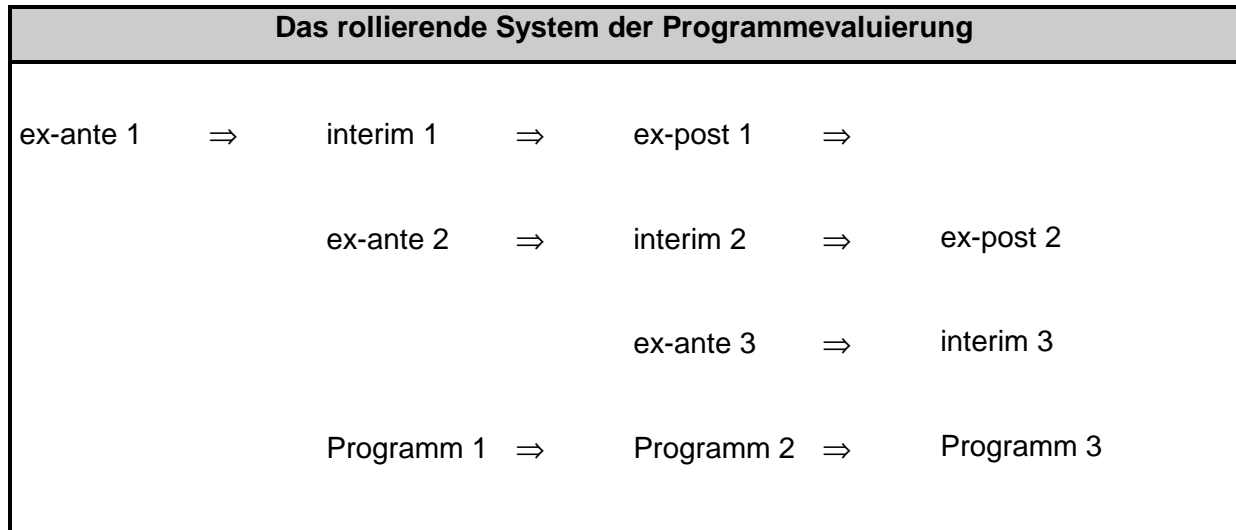 Das rollierende System der Programmevaluierung
ex-ante 1 ⇒ interim 1 ⇒ ex-post 1 ⇒
ex-ante 2 ⇒ interim 2 ⇒ ex-post 2
ex-ante 3 ⇒ interim 3
Programm 1 ⇒ Programm 2 ⇒ Programm 3